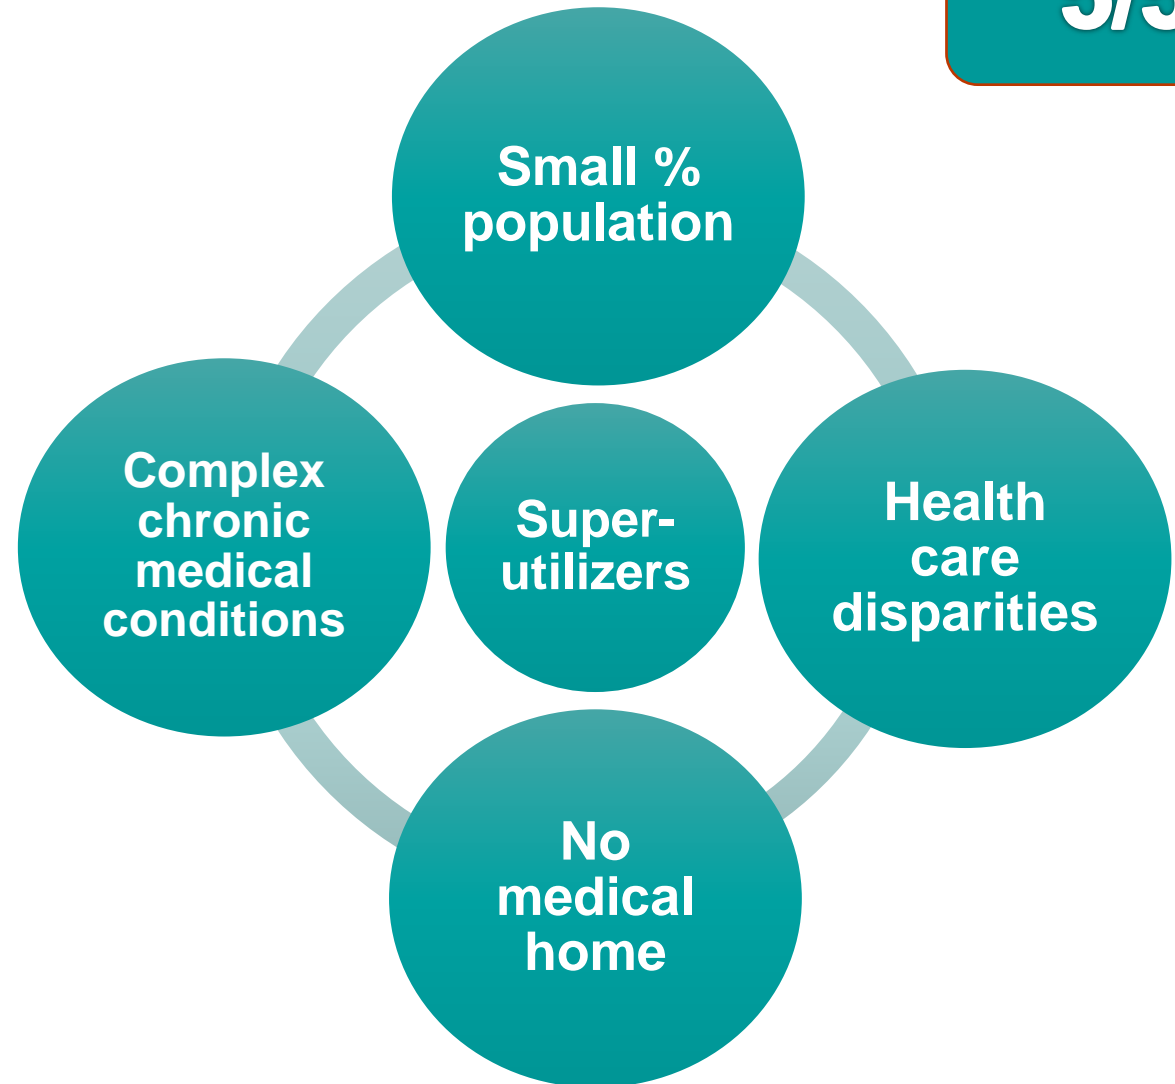 Small %
population
Complex
chronic
medical
conditions
Super-
utilizers
Health
care
disparities
No
medical
home